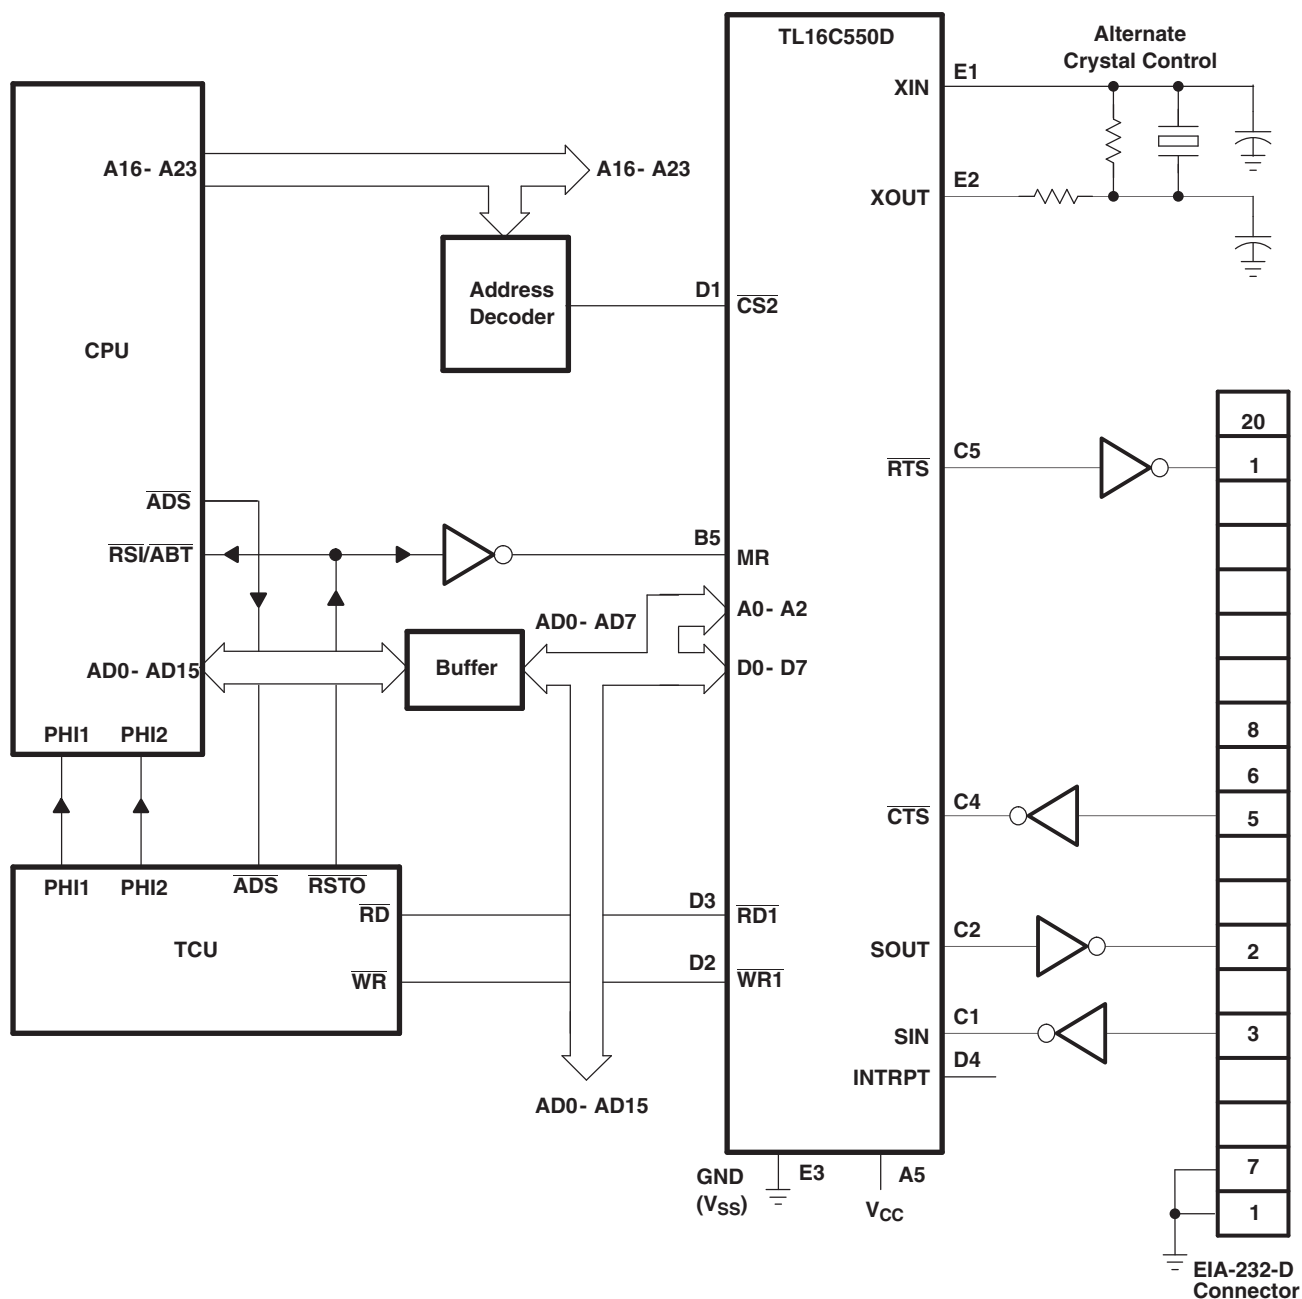 TL16C550D
Alternate
Crystal Control
XIN
E1
A16- A23
A16- A23
XOUT
E2
Address
Decoder
D1
CS2
CPU
20
RTS
C5
1
ADS
RSI/ABT
B5
MR
AD0- AD7
A0- A2
AD0- AD15
Buffer
D0- D7
PHI1
PHI2
8
6
CTS
C4
5
PHI1
PHI2
ADS
RSTO
RD
D3
RD1
TCU
SOUT
C2
2
WR
D2
WR1
SIN
C1
3
D4
INTRPT
AD0- AD15
GND
(VSS)
E3
A5
VCC
7
1
EIA-232-D
Connector